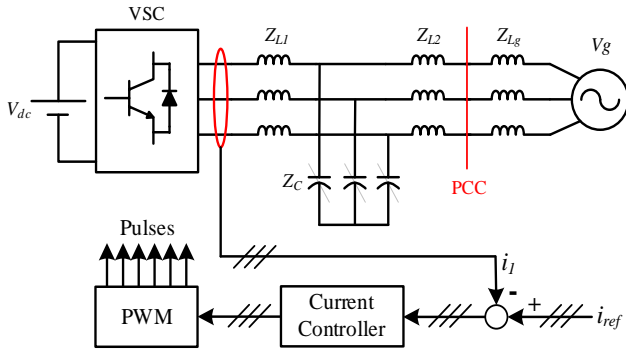 VSC
Z_{L1}
Z_{L2}
Z_{Lg}
V_g
V_{dc}
Z_C
PCC
Pulses
i_1
PWM
Current
Controller
-
+
i_{ref}